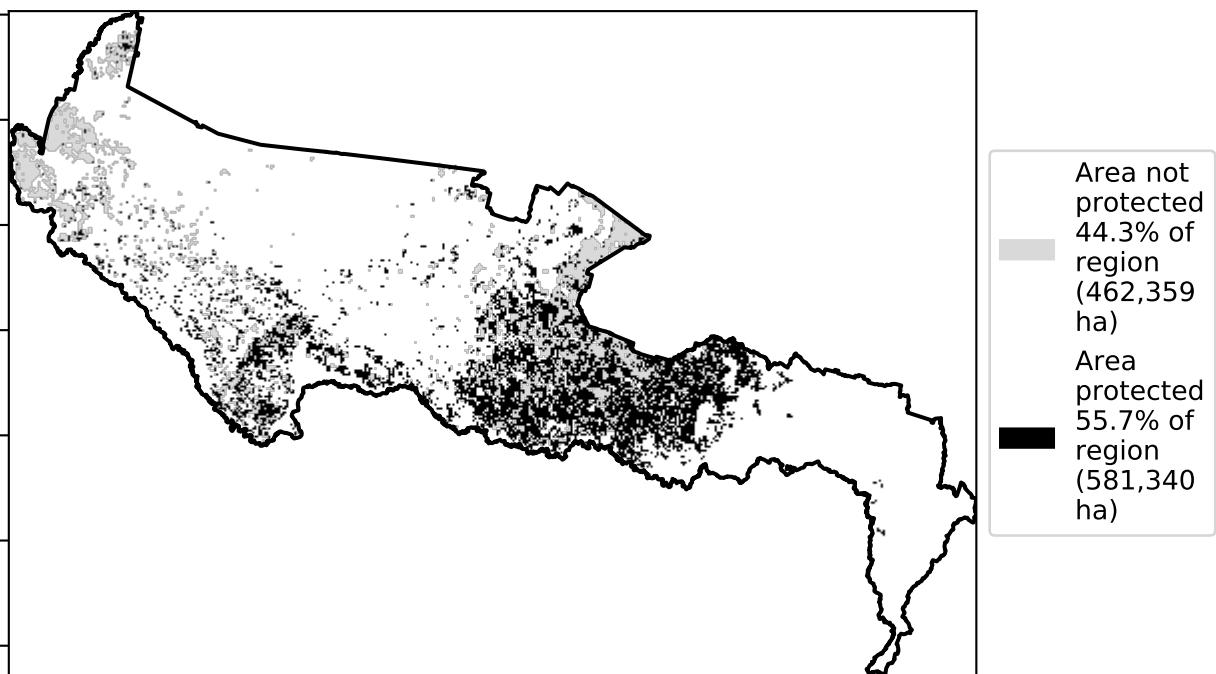 Area not
protected
44.3% of
region
(462,359
ha)
Area
protected
55.7% of
region
(581,340
ha)